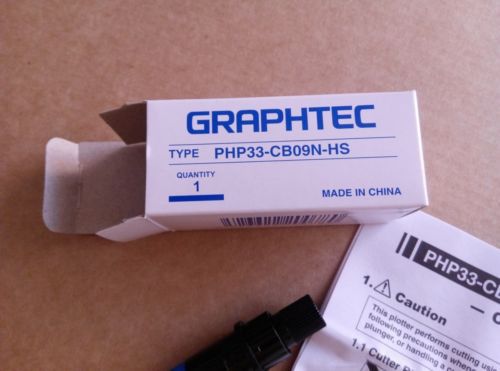 GRAPHTEC
TYPE PHP33-CB09N-HS
QUANTITY
1
MADE IN CHINA
PHP33-CB
1. Caution
This plotter performs cutting using
following precautions when
plunger, or handling a c
1.1 Cutter P